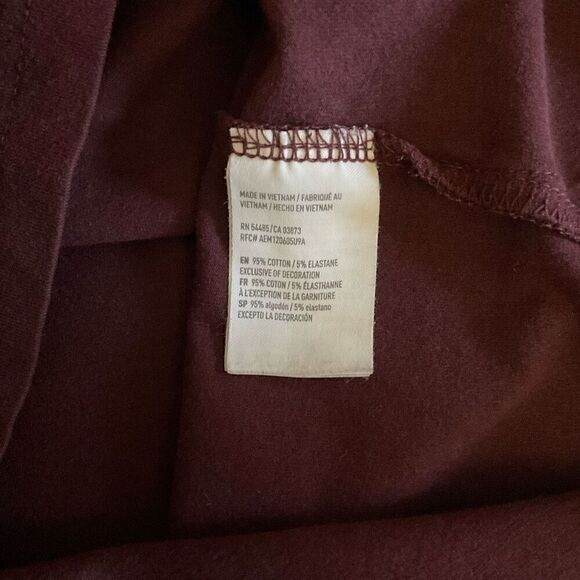 MADE IN VIETNAM / FABRIQUÉ AU
VIETNAM / HECHO EN VIETNAM
RN 54485/CA 03873
RFC# AEM120605U9A
EN 95% COTTON / 5% ELASTANE
EXCLUSIVE OF DECORATION
FR 95% COTON / 5% ÉLASTHANNE
À L'EXCEPTION DE LA GARNITURE
SP 95% algodón / 5% elastano
EXCEPTO LA DECORACIÓN